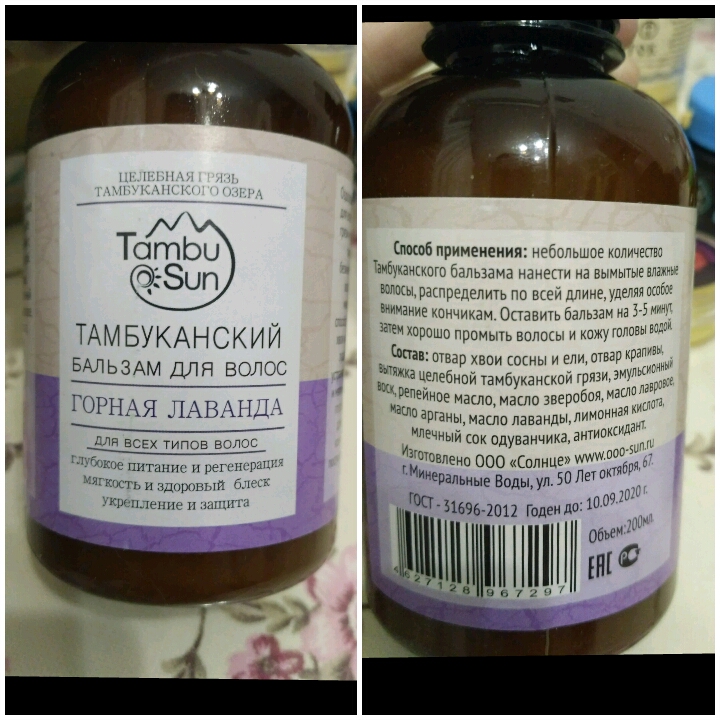 ЦЕЛЕБНАЯ ГРЯЗЬ
ТАМБУКАНСКОГО ОЗЕРА
Tambu
Sun
ТАМБУКАНСКИЙ
БАЛЬЗАМ ДЛЯ ВОЛОС
ГОРНАЯ ЛАВАНДА
ДЛЯ ВСЕХ ТИПОВ ВОЛОС
глубокое питание и регенерация
мягкость и здоровый блеск
укрепление и защита
Способ применения: небольшое количество
Тамбуканского бальзама нанести на вымытые влажные
волосы, распределить по всей длине, уделяя особое
внимание кончикам. Оставить бальзам на 3-5 минут,
затем хорошо промыть волосы и кожу головы водой.
Состав: отвар хвои сосны и ели, отвар крапивы,
вытяжка целебной тамбуканской грязи, эмульсионный
воск, репейное масло, масло зверобоя, масло лавровое,
масло арганы, масло лаванды, лимонная кислота,
млечный сок одуванчика, антиоксидант.
Изготовлено ООО «Солнце» www.ooo-sun.ru
г. Минеральные Воды, ул. 50 Лет октября, 67.
ГОСТ - 31696-2012 Годен до: 10.09.2020 г.
Объем:200мл.
EAC
4 627128 967297